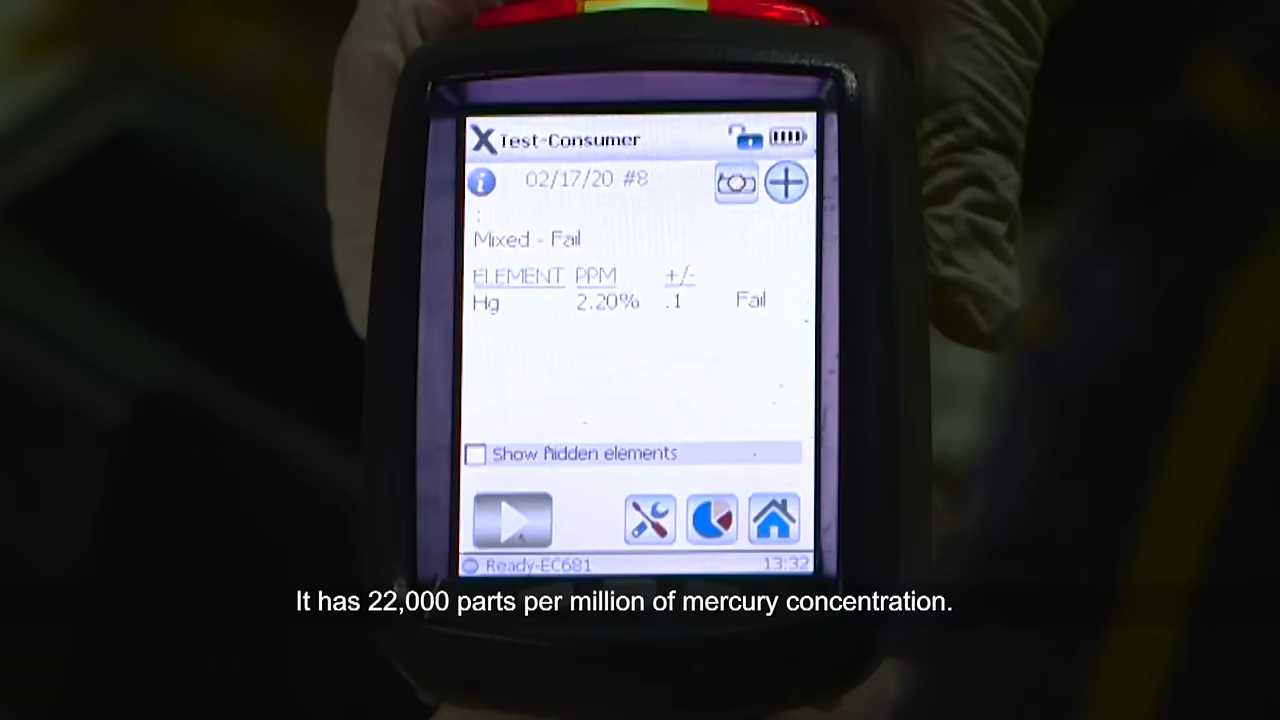 Test-Consumer
02/17/20 #8
:
Mixed - Fail
ELEMENT PPM +/-
Hg 2.20% .1 Fail
Show hidden elements
Ready-EC681 13:32
It has 22,000 parts per million of mercury concentration.